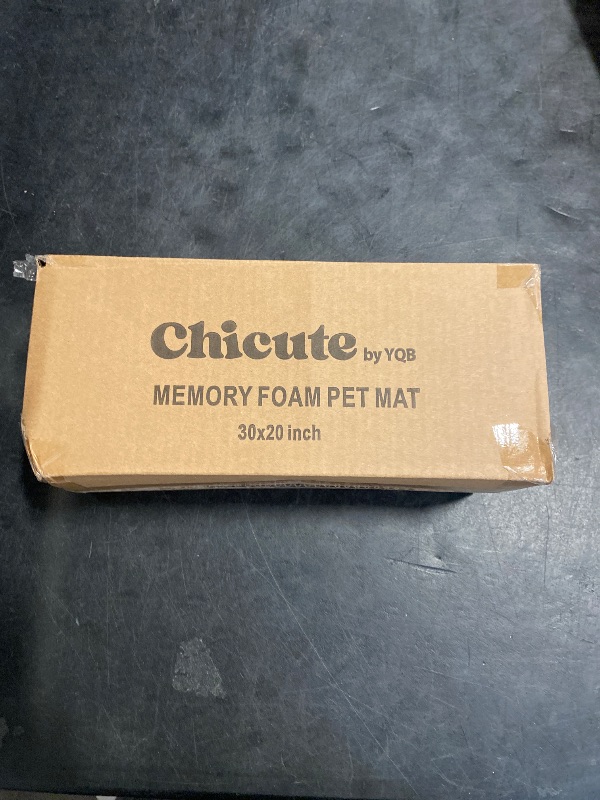 Chicute by YQB
MEMORY FOAM PET MAT
30x20 inch